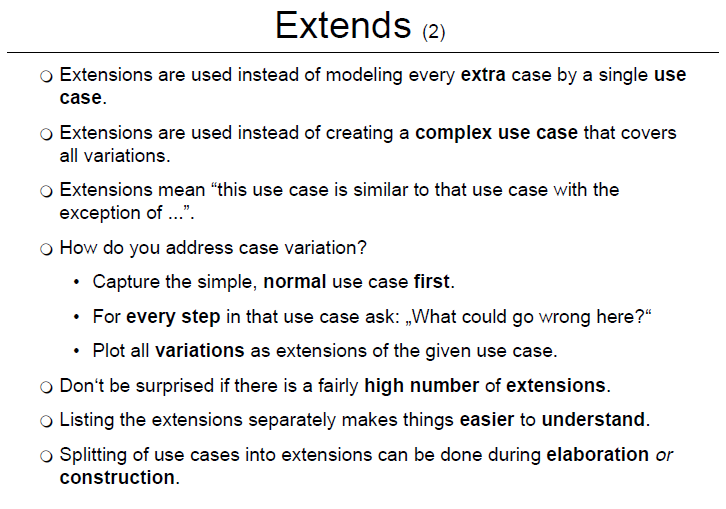 Extends (2)
○ Extensions are used instead of modeling every extra case by a single use
case.
○ Extensions are used instead of creating a complex use case that covers
all variations.
○ Extensions mean “this use case is similar to that use case with the
exception of ...”.
○ How do you address case variation?
• Capture the simple, normal use case first.
• For every step in that use case ask: „What could go wrong here?“
• Plot all variations as extensions of the given use case.
○ Don‘t be surprised if there is a fairly high number of extensions.
○ Listing the extensions separately makes things easier to understand.
○ Splitting of use cases into extensions can be done during elaboration or
construction.